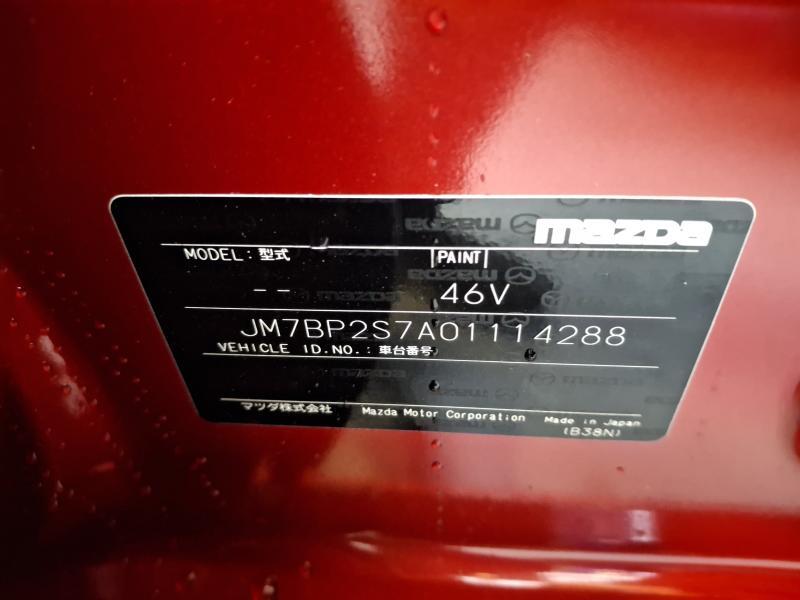 mazda
MODEL: 型式 |PAINT|
-- 46V
JM7BP2S7A01114288
VEHICLE ID.NO.: 車台番号
マツダ株式会社 Mazda Motor Corporation Made in Japan
(B38N)